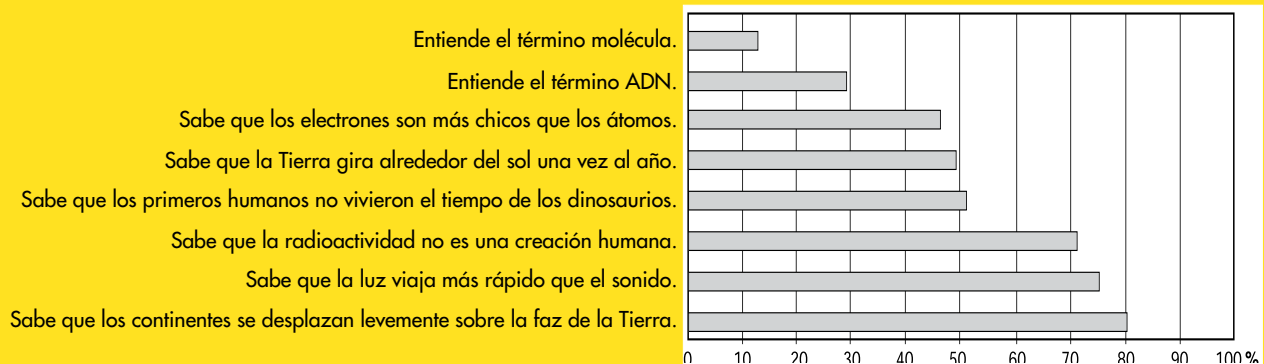 Entiende el término molécula.
Entiende el término ADN.
Sabe que los electrones son más chicos que los átomos.
Sabe que la Tierra gira alrededor del sol una vez al año.
Sabe que los primeros humanos no vivieron el tiempo de los dinosaurios.
Sabe que la radioactividad no es una creación humana.
Sabe que la luz viaja más rápido que el sonido.
Sabe que los continentes se desplazan levemente sobre la faz de la Tierra.
0 10 20 30 40 50 60 70 80 90 100 %